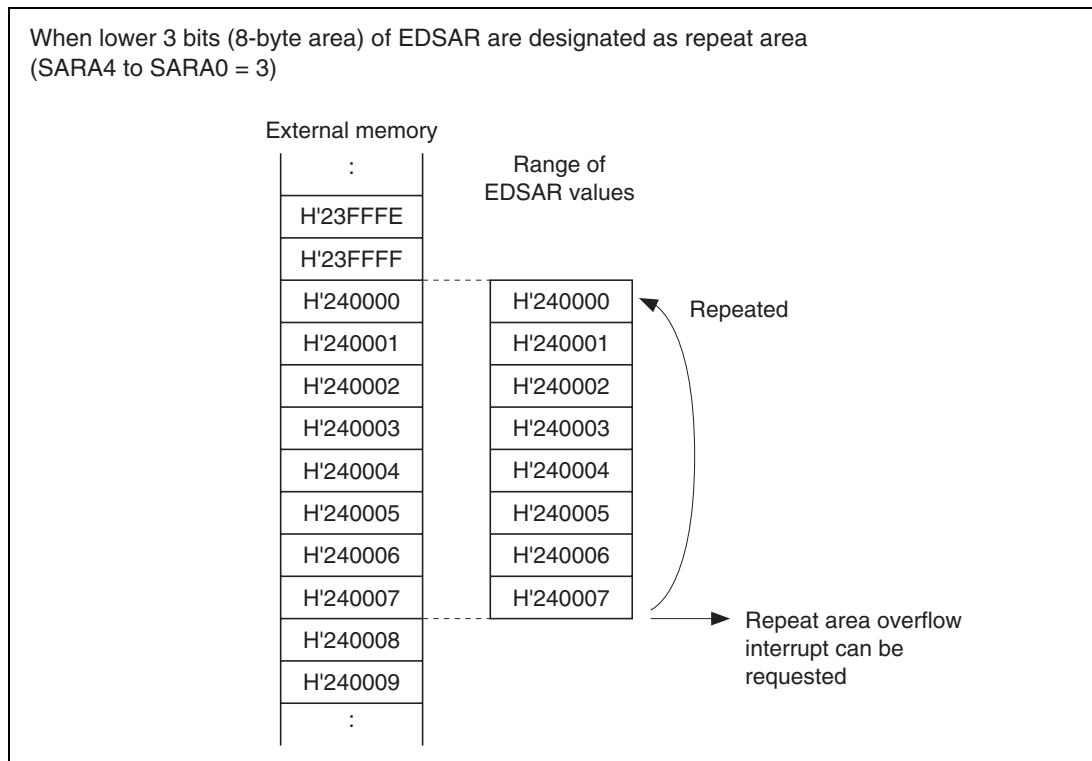 When lower 3 bits (8-byte area) of EDSAR are designated as repeat area
(SARA4 to SARA0 = 3)
External memory
:
H'23FFFE
H'23FFFF
H'240000
H'240001
H'240002
H'240003
H'240004
H'240005
H'240006
H'240007
H'240008
H'240009
:
Range of
EDSAR values
H'240000
H'240001
H'240002
H'240003
H'240004
H'240005
H'240006
H'240007
Repeated
Repeat area overflow
interrupt can be
requested